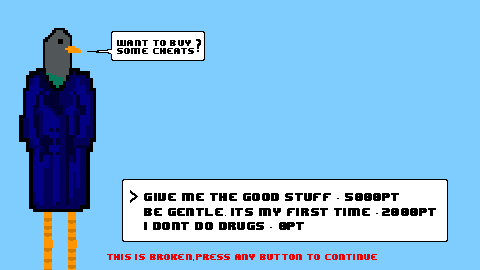 WANT TO BUY
SOME CHEATS?
> GIVE ME THE GOOD STUFF - 5000PT
BE GENTLE. ITS MY FIRST TIME - 2000PT
I DONT DO DRUGS - 0PT
THIS IS BROKEN,PRESS ANY BUTTON TO CONTINUE